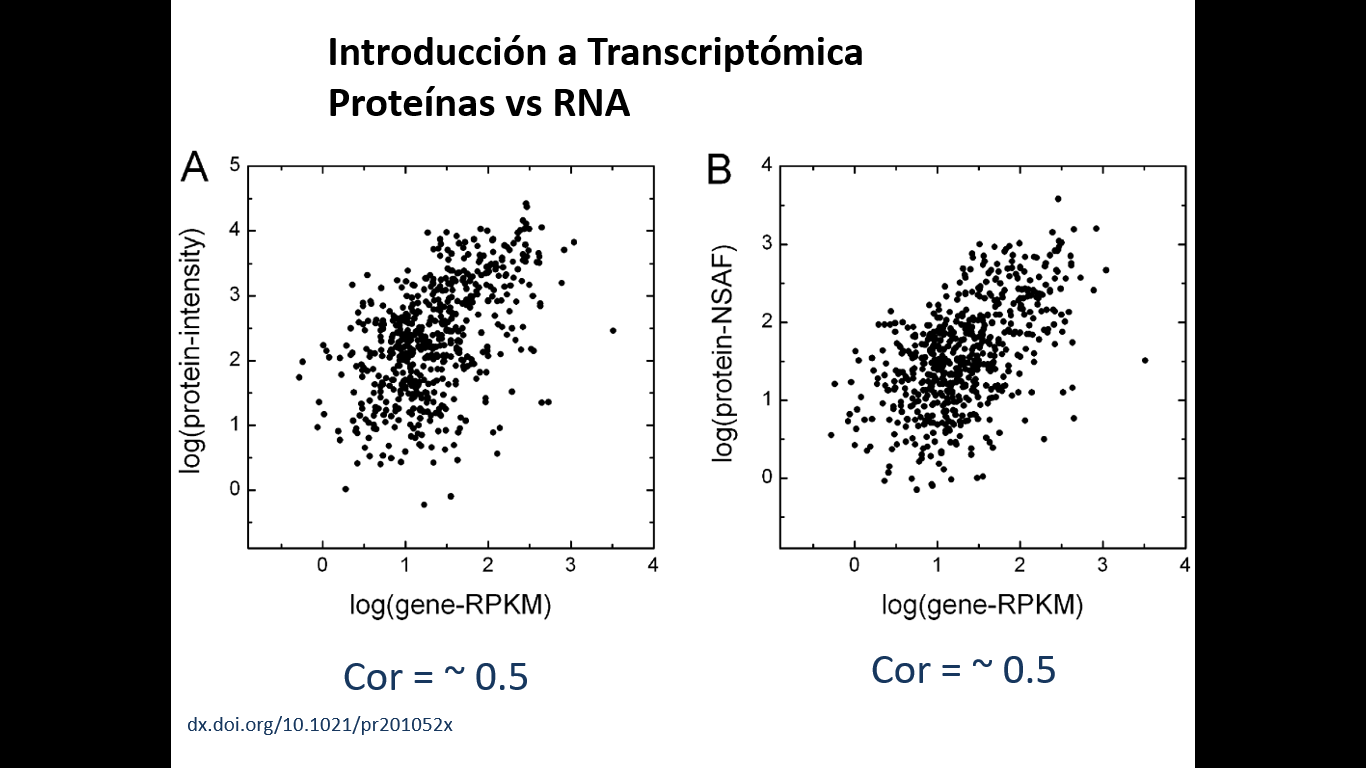 Introducción a Transcriptómica
Proteínas vs RNA
A
5
4
3
2
1
0
log(protein-intensity)
0 1 2 3 4
log(gene-RPKM)
Cor = ~ 0.5
B
4
3
2
1
0
log(protein-NSAF)
0 1 2 3 4
log(gene-RPKM)
Cor = ~ 0.5
dx.doi.org/10.1021/pr201052x